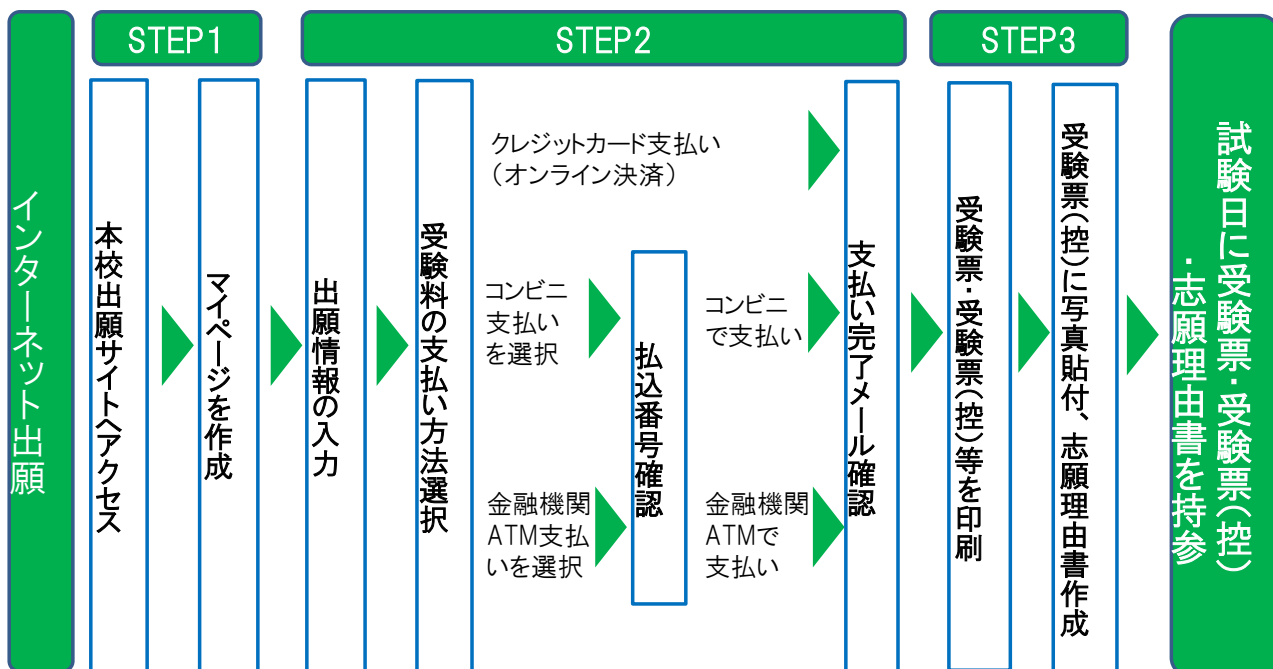 インターネット出願
STEP1
本校出願サイトへアクセス
マイページを作成
STEP2
出願情報の入力
受験料の支払い方法選択
クレジットカード支払い
（オンライン決済）
コンビニ
支払い
を選択
金融機関
ATM支払
いを選択
払込番号確認
コンビニ
で支払い
金融機関
ATMで
支払い
支払い完了メール確認
STEP3
受験票・受験票（控）等を印刷
受験票（控）に写真貼付、志願理由書作成
試験日に受験票・受験票（控）
・志願理由書を持参